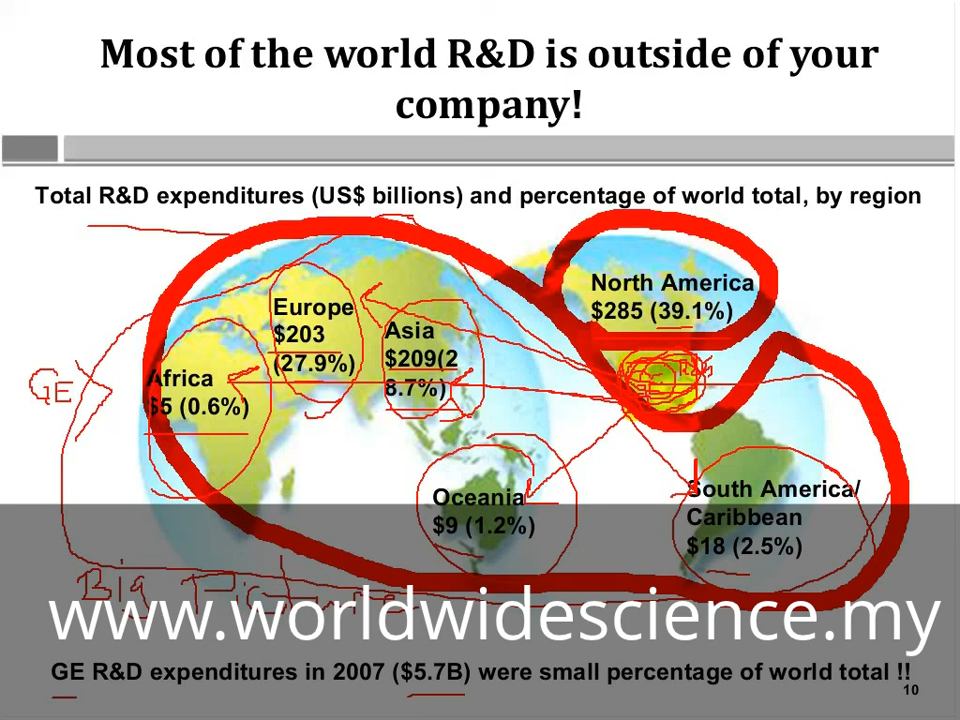 Most of the world R&D is outside of your
company!
Total R&D expenditures (US$ billions) and percentage of world total, by region
North America
$285 (39.1%)
Europe
$203
(27.9%)
Asia
$209(2
8.7%)
Africa
$5 (0.6%)
GE
Oceania
$9 (1.2%)
South America/
Caribbean
$18 (2.5%)
Big Picture
www.worldwidescience.my
GE R&D expenditures in 2007 ($5.7B) were small percentage of world total !!
10